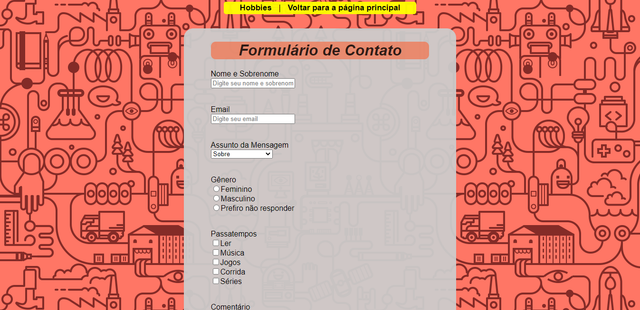 Hobbies | Voltar para a página principal
Formulário de Contato
Nome e Sobrenome
Digite seu nome e sobrenom
Email
Digite seu email
Assunto da Mensagem
Sobre
Gênero
Feminino
Masculino
Prefiro não responder
Passatempos
Ler
Música
Jogos
Corrida
Séries
Comentário